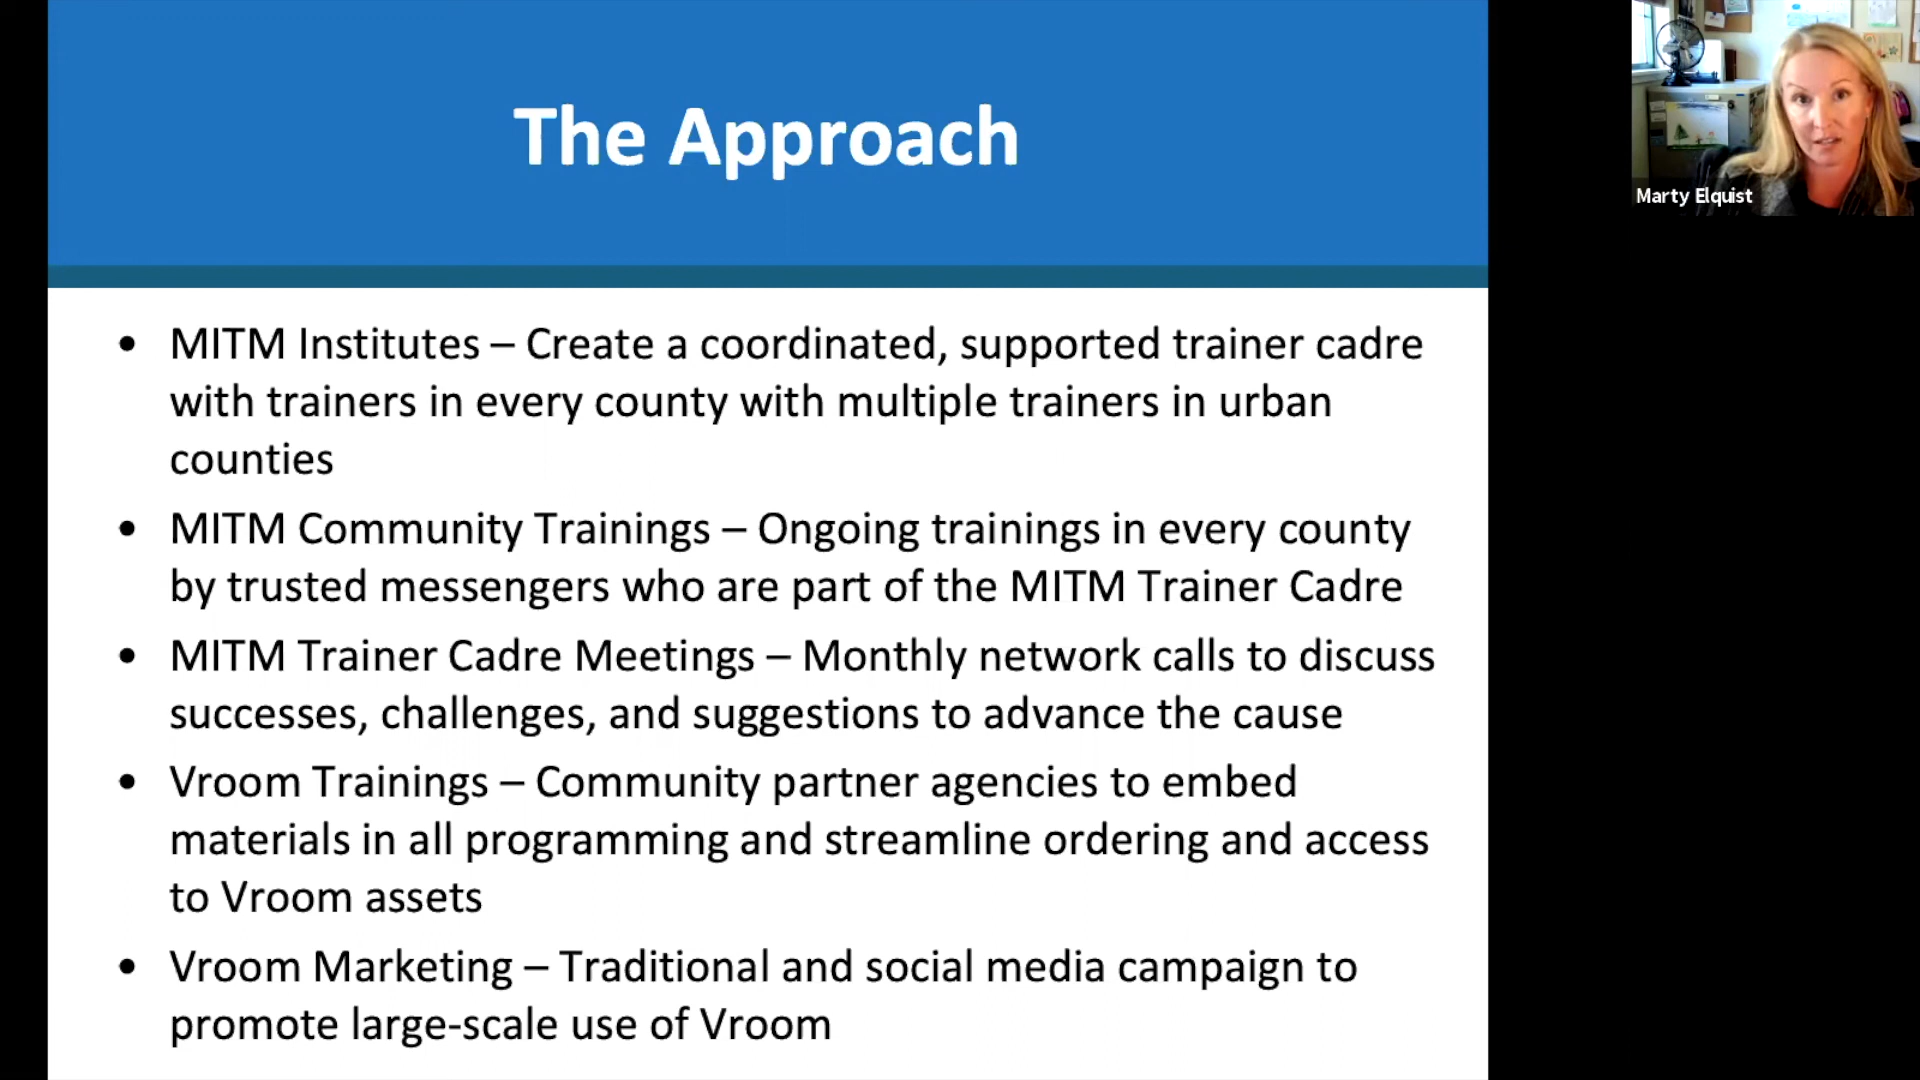 The Approach
Marty Elquist
• MITM Institutes – Create a coordinated, supported trainer cadre
with trainers in every county with multiple trainers in urban
counties
• MITM Community Trainings – Ongoing trainings in every county
by trusted messengers who are part of the MITM Trainer Cadre
• MITM Trainer Cadre Meetings – Monthly network calls to discuss
successes, challenges, and suggestions to advance the cause
• Vroom Trainings – Community partner agencies to embed
materials in all programming and streamline ordering and access
to Vroom assets
• Vroom Marketing – Traditional and social media campaign to
promote large-scale use of Vroom